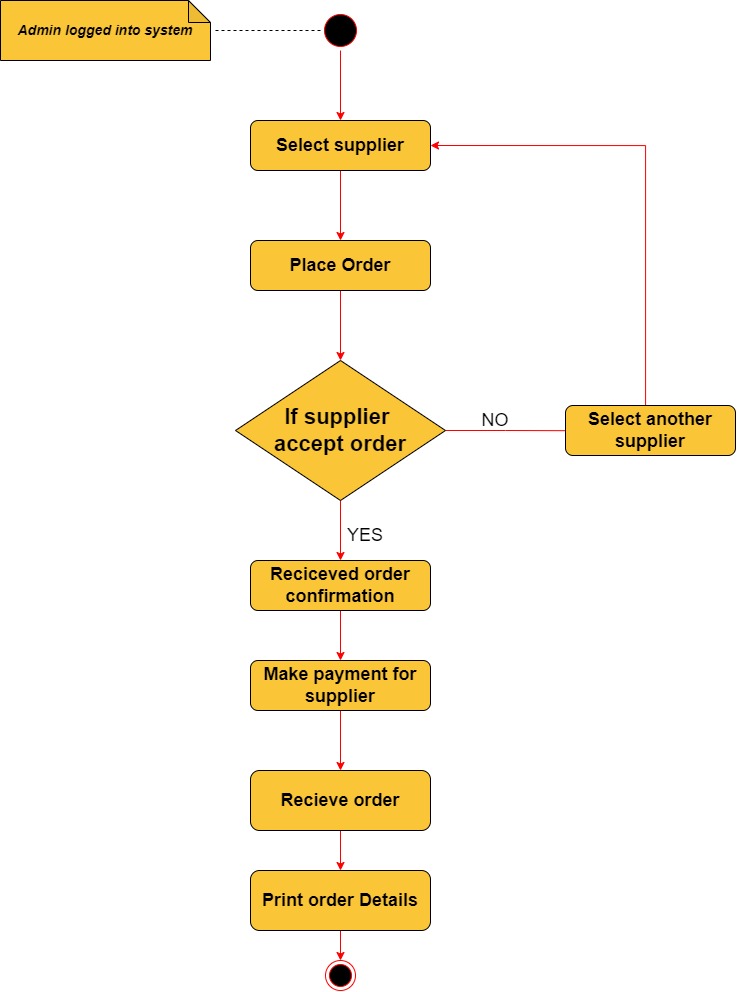 Admin logged into system
Select supplier
Place Order
If supplier
accept order
NO
Select another
supplier
YES
Reciceved order
confirmation
Make payment for
supplier
Recieve order
Print order Details